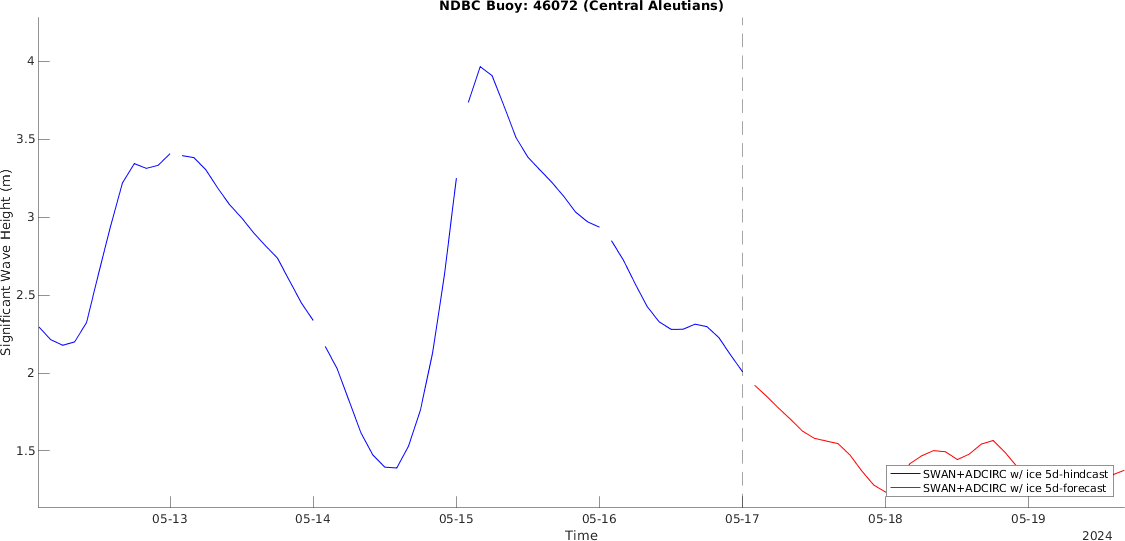 NDBC Buoy: 46072 (Central Aleutians)
Significant Wave Height (m)
4
3.5
3
2.5
2
1.5
SWAN+ADCIRC w/ ice 5d-hindcast
SWAN+ADCIRC w/ ice 5d-forecast
05-13 05-14 05-15 05-16 05-17 05-18 05-19
Time
2024